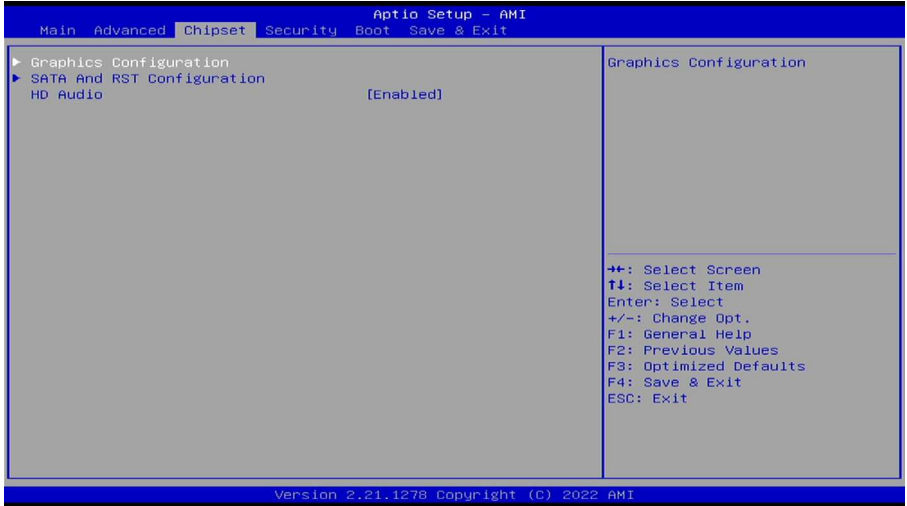 Aptio Setup – AMI
Main Advanced Chipset Security Boot Save & Exit
▶ Graphics Configuration
▶ SATA And RST Configuration
HD Audio [Enabled]
Graphics Configuration
→←: Select Screen
↑↓: Select Item
Enter: Select
+/-: Change Opt.
F1: General Help
F2: Previous Values
F3: Optimized Defaults
F4: Save & Exit
ESC: Exit
Version 2.21.1278 Copyright (C) 2022 AMI